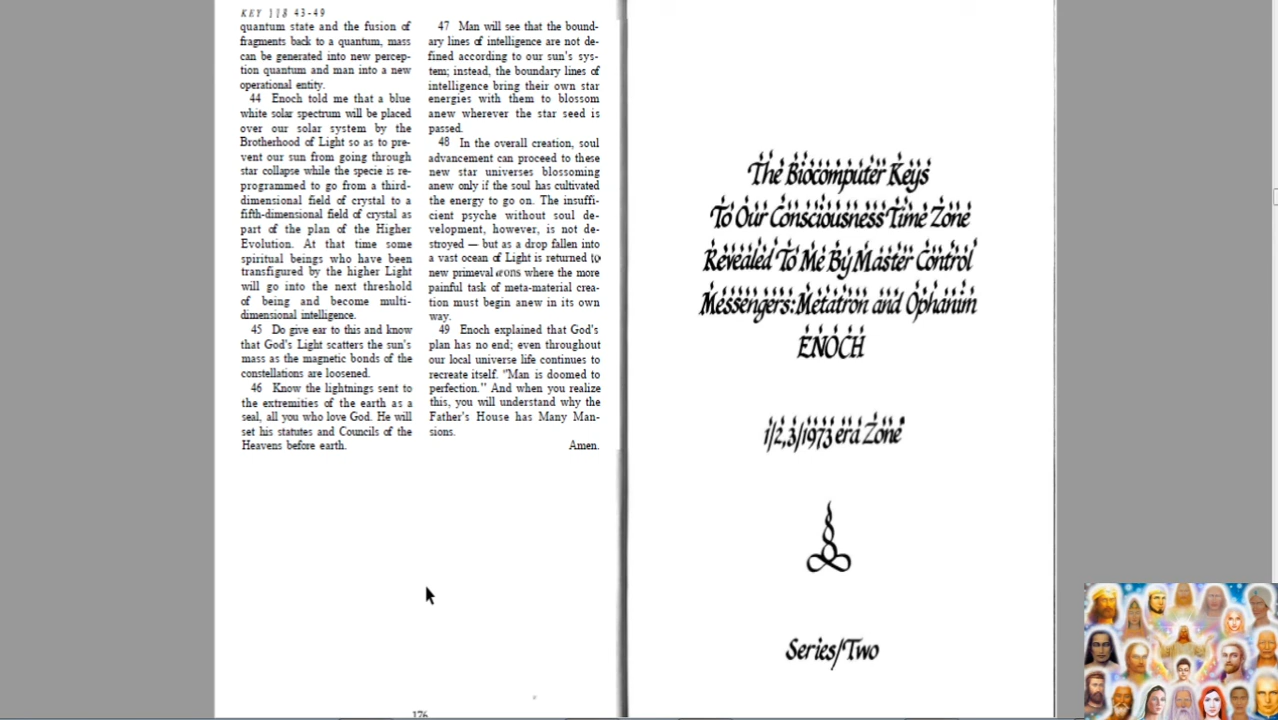 KEY 118 43-49
quantum state and the fusion of
fragments back to a quantum, mass
can be generated into new percep-
tion quantum and man into a new
operational entity.
44 Enoch told me that a blue
white solar spectrum will be placed
over our solar system by the
Brotherhood of Light so as to pre-
vent our sun from going through
star collapse while the specie is re-
programmed to go from a third-
dimensional field of crystal to a
fifth-dimensional field of crystal as
part of the plan of the Higher
Evolution. At that time some
spiritual beings who have been
transfigured by the higher Light
will go into the next threshold
of being and become multi-
dimensional intelligence.
45 Do give ear to this and know
that God's Light scatters the sun's
mass as the magnetic bonds of the
constellations are loosened.
46 Know the lightnings sent to
the extremities of the earth as a
seal, all you who love God. He will
set his statutes and Councils of the
Heavens before earth.
47 Man will see that the bound-
ary lines of intelligence are not de-
fined according to our sun's sys-
tem; instead, the boundary lines of
intelligence bring their own star
energies with them to blossom
anew wherever the star seed is
passed.
48 In the overall creation, soul
advancement can proceed to these
new star universes blossoming
anew only if the soul has cultivated
the energy to go on. The insuffi-
cient psyche without soul de-
velopment, however, is not de-
stroyed — but as a drop fallen into
a vast ocean of Light is returned to
new primeval eons where the more
painful task of meta-material crea-
tion must begin anew in its own
way.
49 Enoch explained that God's
plan has no end; even throughout
our local universe life continues to
recreate itself. "Man is doomed to
perfection." And when you realize
this, you will understand why the
Father's House has Many Man-
sions.
Amen.
176
The Biocomputer Keys
To Our Consciousness Time Zone
Revealed To Me By Master Control
Messengers: Metatron and Ophanim
ENOCH
1/2,3/1973 era Zone
Series/Two